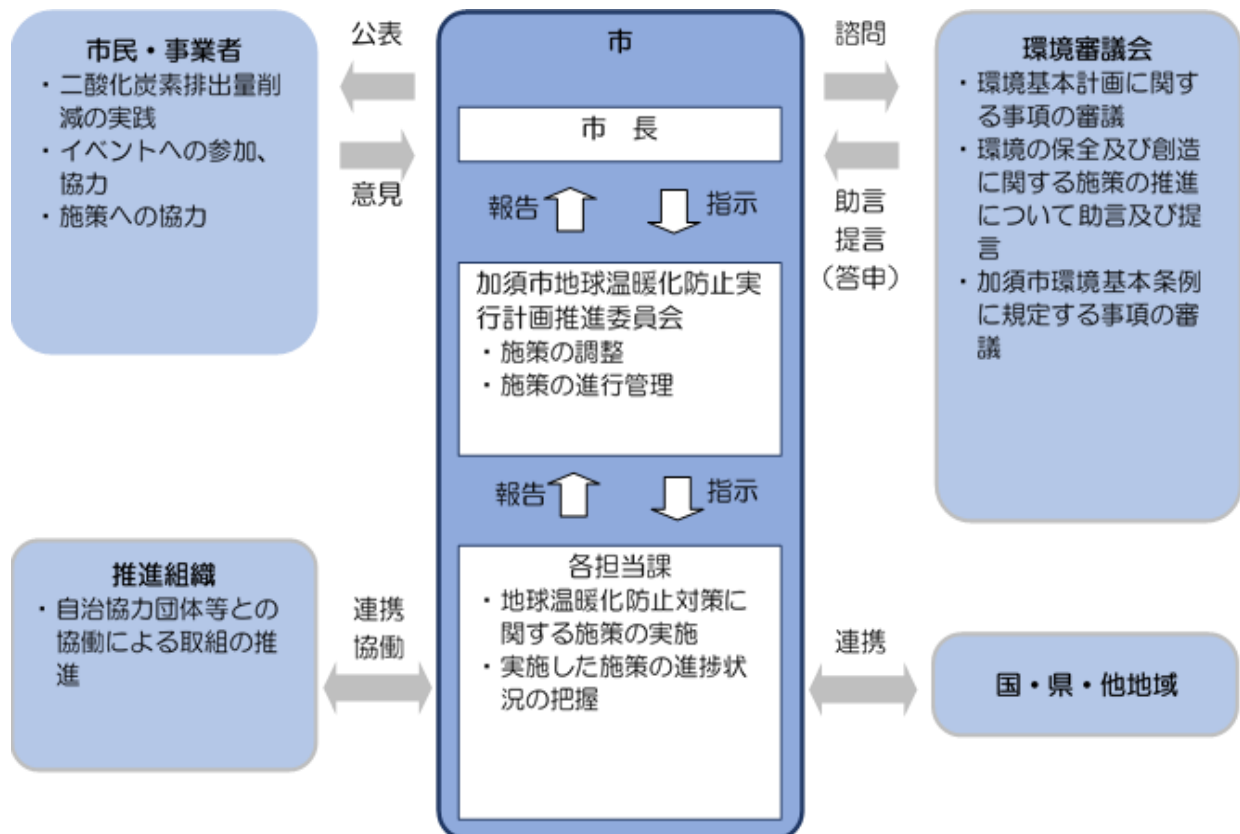 市民・事業者
・二酸化炭素排出量削
減の実践
・イベントへの参加、
協力
・施策への協力
公表
意見
市
市 長
報告
指示
加須市地球温暖化防止実
行計画推進委員会
・施策の調整
・施策の進行管理
報告
指示
各担当課
・地球温暖化防止対策に
関する施策の実施
・実施した施策の進捗状
況の把握
諮問
助言
提言
（答申）
環境審議会
・環境基本計画に関す
る事項の審議
・環境の保全及び創造
に関する施策の推進
について助言及び提
言
・加須市環境基本条例
に規定する事項の審
議
推進組織
・自治協力団体等との
協働による取組の推
進
連携
協働
連携
国・県・他地域